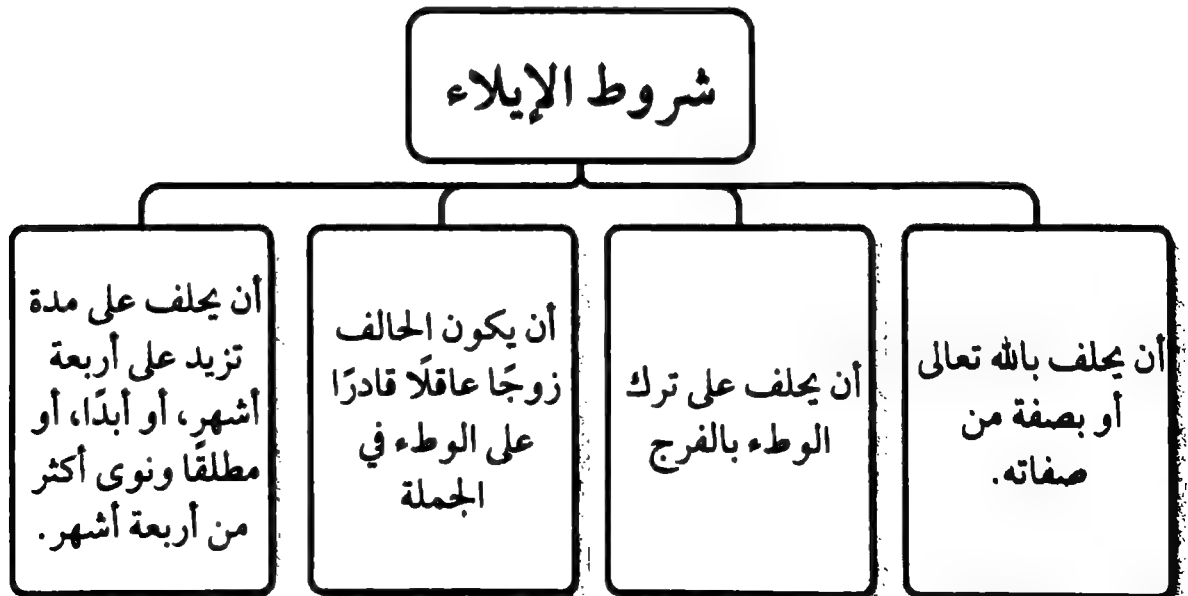 شروط الإيلاء
أن يحلف بالله تعالى
أو بصفة من
صفاته.
أن يحلف على ترك
الوطء بالفرج
أن يكون الحالف
زوجًا عاقلًا قادرًا
على الوطء في
الجملة
أن يحلف على مدة
تزيد على أربعة
أشهر، أو أبدًا، أو
مطلقًا ونوى أكثر
من أربعة أشهر.